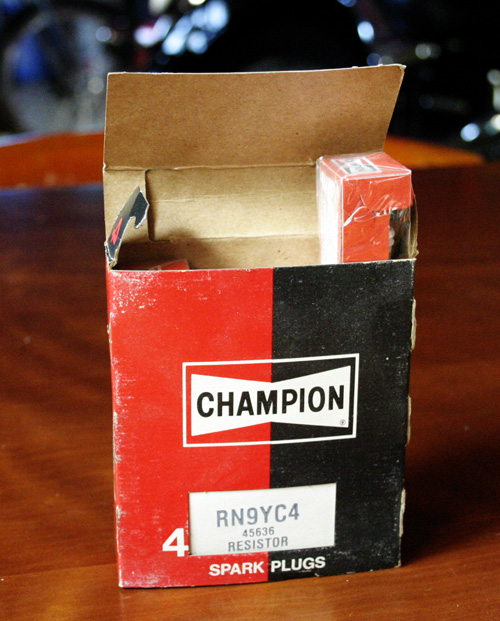 CHAMPION
®
RN9YC4
45636
4
RESISTOR
SPARK PLUGS